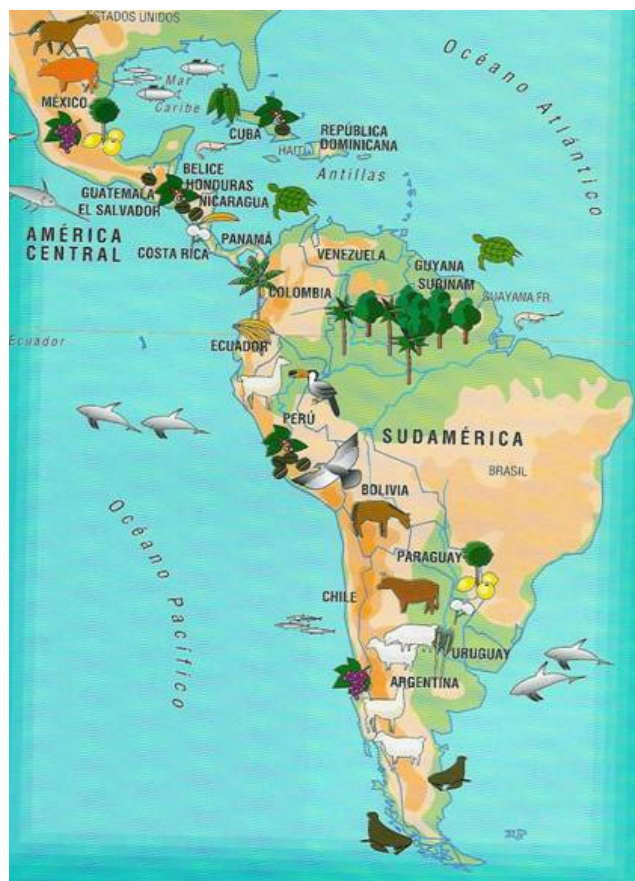 ESTADOS UNIDOS
Océano Atlántico
Mar
Caribe
MÉXICO
CUBA
REPÚBLICA
DOMINICANA
HAITÍ
Antillas
BELICE
HONDURAS
GUATEMALA
NICARAGUA
EL SALVADOR
AMÉRICA
CENTRAL
COSTA RICA
PANAMÁ
VENEZUELA
GUYANA
SURINAM
GUAYANA FR.
COLOMBIA
Ecuador
ECUADOR
PERÚ
SUDAMÉRICA
BRASIL
BOLIVIA
Océano Pacífico
PARAGUAY
CHILE
URUGUAY
ARGENTINA